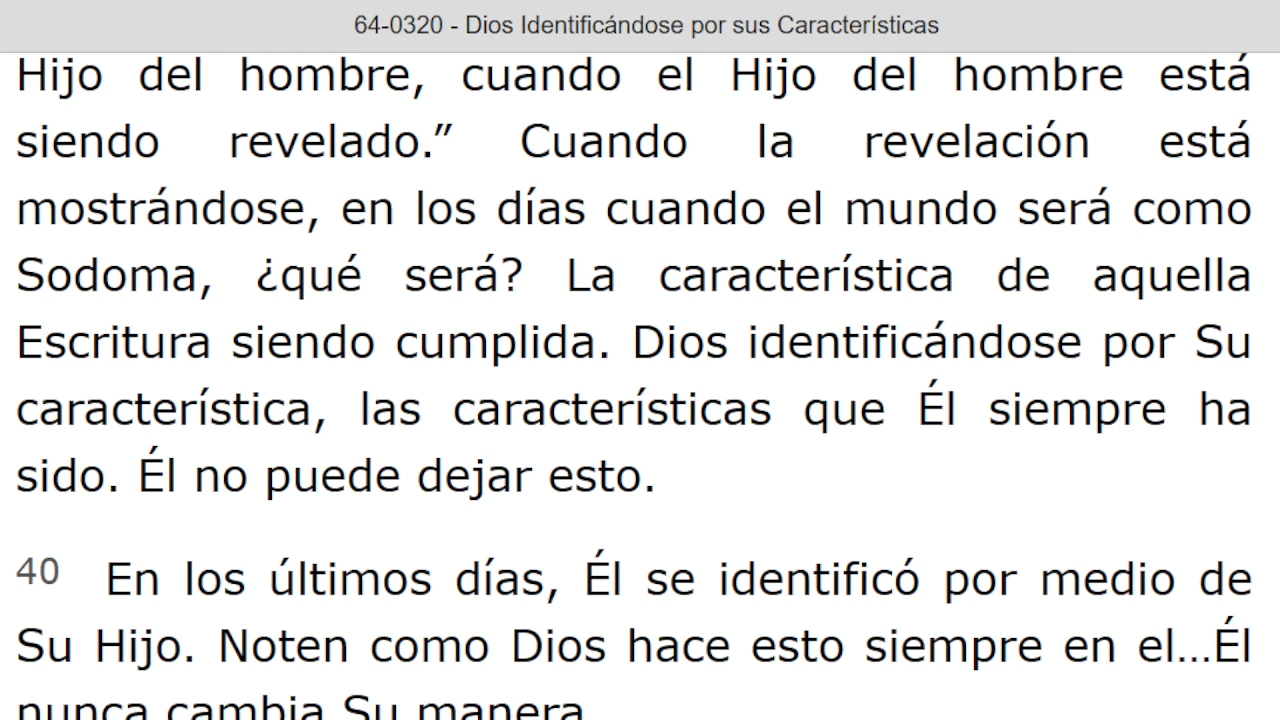 64-0320 - Dios Identificándose por sus Características
Hijo del hombre, cuando el Hijo del hombre está
siendo revelado.” Cuando la revelación está
mostrándose, en los días cuando el mundo será como
Sodoma, ¿qué será? La característica de aquella
Escritura siendo cumplida. Dios identificándose por Su
característica, las características que Él siempre ha
sido. Él no puede dejar esto.
40 En los últimos días, Él se identificó por medio de
Su Hijo. Noten como Dios hace esto siempre en el...Él
nunca cambia Su manera